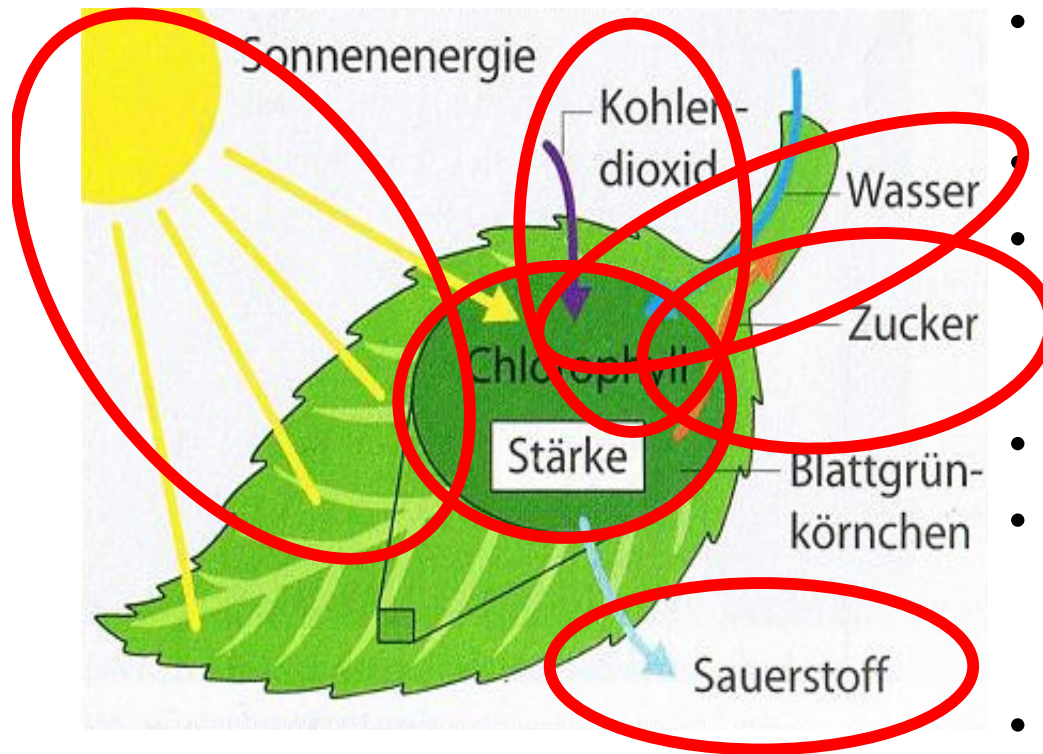 Sonnenenergie
Kohlen-
dioxid
Wasser
Zucker
Chlorophyll
Stärke
Blattgrün-
körnchen
Sauerstoff